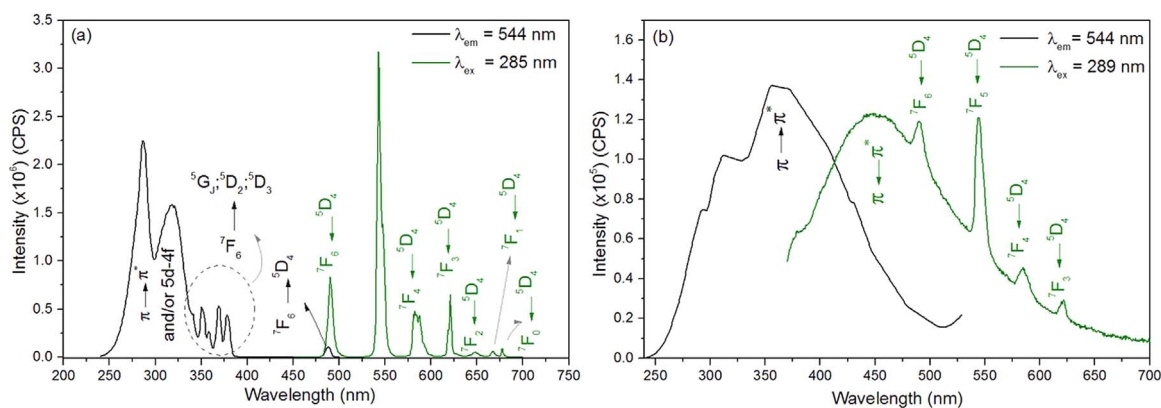 (a)
λem = 544 nm
λex = 285 nm
Intensity (x10⁶) (CPS)
3.5
3.0
2.5
2.0
1.5
1.0
0.5
0.0
200 250 300 350 400 450 500 550 600 650 700 750
Wavelength (nm)
π → π*
and/or 5d-4f
⁵GJ;⁵D₂;⁵D₃
⁷F₆
⁵D₄
⁷F₆
⁵D₄
⁷F₆
⁵D₄
⁷F₄
⁵D₄
⁷F₃
⁵D₄
⁷F₂
⁵D₄
⁷F₁
⁵D₄
⁷F₀
(b)
λem = 544 nm
λex = 289 nm
Intensity (x10⁵) (CPS)
1.6
1.4
1.2
1.0
0.8
0.6
0.4
0.2
0.0
250 300 350 400 450 500 550 600 650 700
Wavelength (nm)
π → π*
π* → π
⁵D₄
⁷F₆
⁵D₄
⁷F₅
⁵D₄
⁷F₄
⁵D₄
⁷F₃